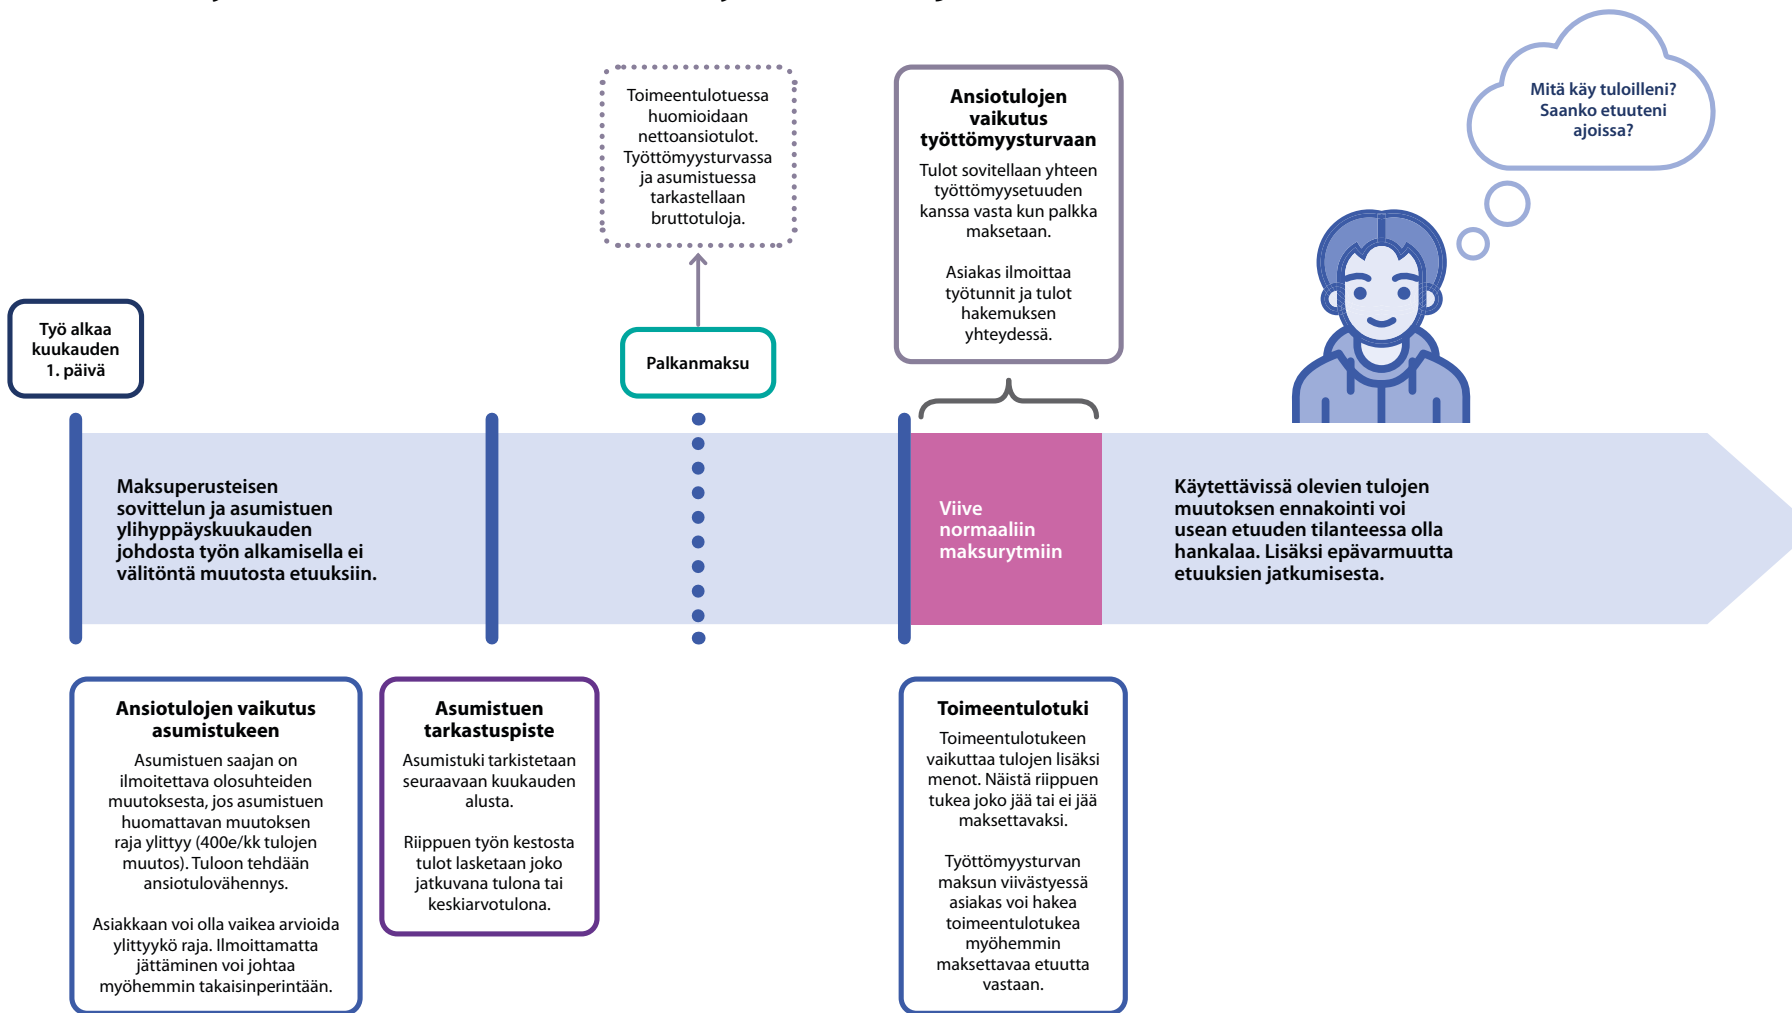 Mitä käy tuloilleni?
Saanko etuuteni
ajoissa?
Toimeentulotuessa
huomioidaan
nettoansiotulot.
Työttömyysturvassa
ja asumistuessa
tarkastellaan
bruttotuloja.
Ansiotulojen
vaikutus
työttömyysturvaan
Tulot sovitellaan yhteen
työttömyysetuuden
kanssa vasta kun palkka
maksetaan.
Asiakas ilmoittaa
työtunnit ja tulot
hakemuksen
yhteydessä.
Työ alkaa
kuukauden
1. päivä
Palkanmaksu
Maksuperusteisen
sovittelun ja asumistuen
ylihyppäyskuukauden
johdosta työn alkamisella ei
välitöntä muutosta etuuksiin.
Viive
normaaliin
maksurytmiin
Käytettävissä olevien tulojen
muutoksen ennakointi voi
usean etuuden tilanteessa olla
hankalaa. Lisäksi epävarmuutta
etuuksien jatkumisesta.
Ansiotulojen vaikutus
asumistukeen
Asumistuen saajan on
ilmoitettava olosuhteiden
muutoksesta, jos asumistuen
huomattavan muutoksen
raja ylittyy (400e/kk tulojen
muutos). Tuloon tehdään
ansiotulovähennys.
Asiakkaan voi olla vaikea arvioida
ylittyykö raja. Ilmoittamatta
jättäminen voi johtaa
myöhemmin takaisinperintään.
Asumistuen
tarkastuspiste
Asumistuki tarkistetaan
seuraavaan kuukauden
alusta.
Riippuen työn kestosta
tulot lasketaan joko
jatkuvana tulona tai
keskiarvotulona.
Toimeentulotuki
Toimeentulotukeen
vaikuttaa tulojen lisäksi
menot. Näistä riippuen
tukea joko jää tai ei jää
maksettavaksi.
Työttömyysturvan
maksun viivästyessä
asiakas voi hakea
toimeentulotukea
myöhemmin
maksettavaa etuutta
vastaan.